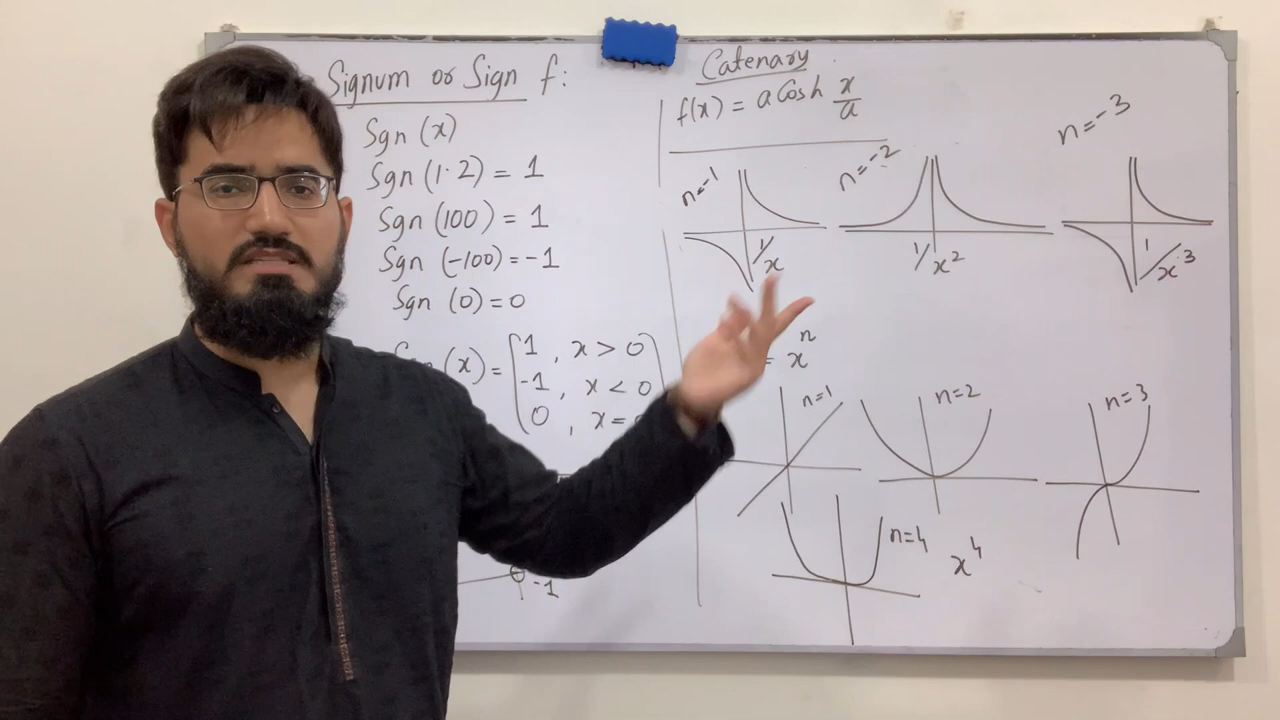 Signum or Sign f:
Sgn (x)
Sgn (1.2) = 1
Sgn (100) = 1
Sgn (-100) = -1
Sgn (0) = 0
(x) = 1 , x > 0
-1 , x < 0
0 , x =
-1
Catenary
f(x) = a Cosh x/a
n=-1
1/x
n=-2
1/x²
n=-3
1/x³
= xⁿ
n=1
n=2
n=3
n=4
x⁴